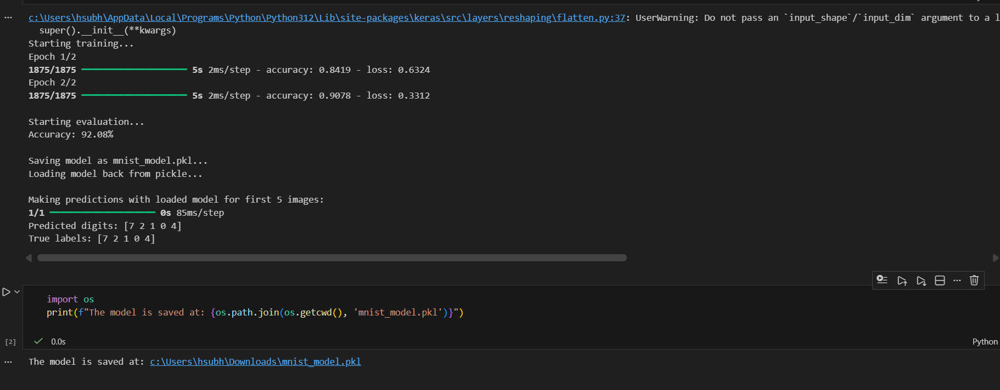 c:\Users\hsubh\AppData\Local\Programs\Python\Python312\Lib\site-packages\keras\src\layers\reshaping\flatten.py:37: UserWarning: Do not pass an `input_shape`/`input_dim` argument to a l
super().__init__(**kwargs)
Starting training...
Epoch 1/2
1875/1875 5s 2ms/step - accuracy: 0.8419 - loss: 0.6324
Epoch 2/2
1875/1875 5s 2ms/step - accuracy: 0.9078 - loss: 0.3312
Starting evaluation...
Accuracy: 92.08%
Saving model as mnist_model.pkl...
Loading model back from pickle...
Making predictions with loaded model for first 5 images:
1/1 0s 85ms/step
Predicted digits: [7 2 1 0 4]
True labels: [7 2 1 0 4]
import os
print(f"The model is saved at: {os.path.join(os.getcwd(), 'mnist_model.pkl')}")
[2] 0.0s Python
The model is saved at: c:\Users\hsubh\Downloads\mnist_model.pkl